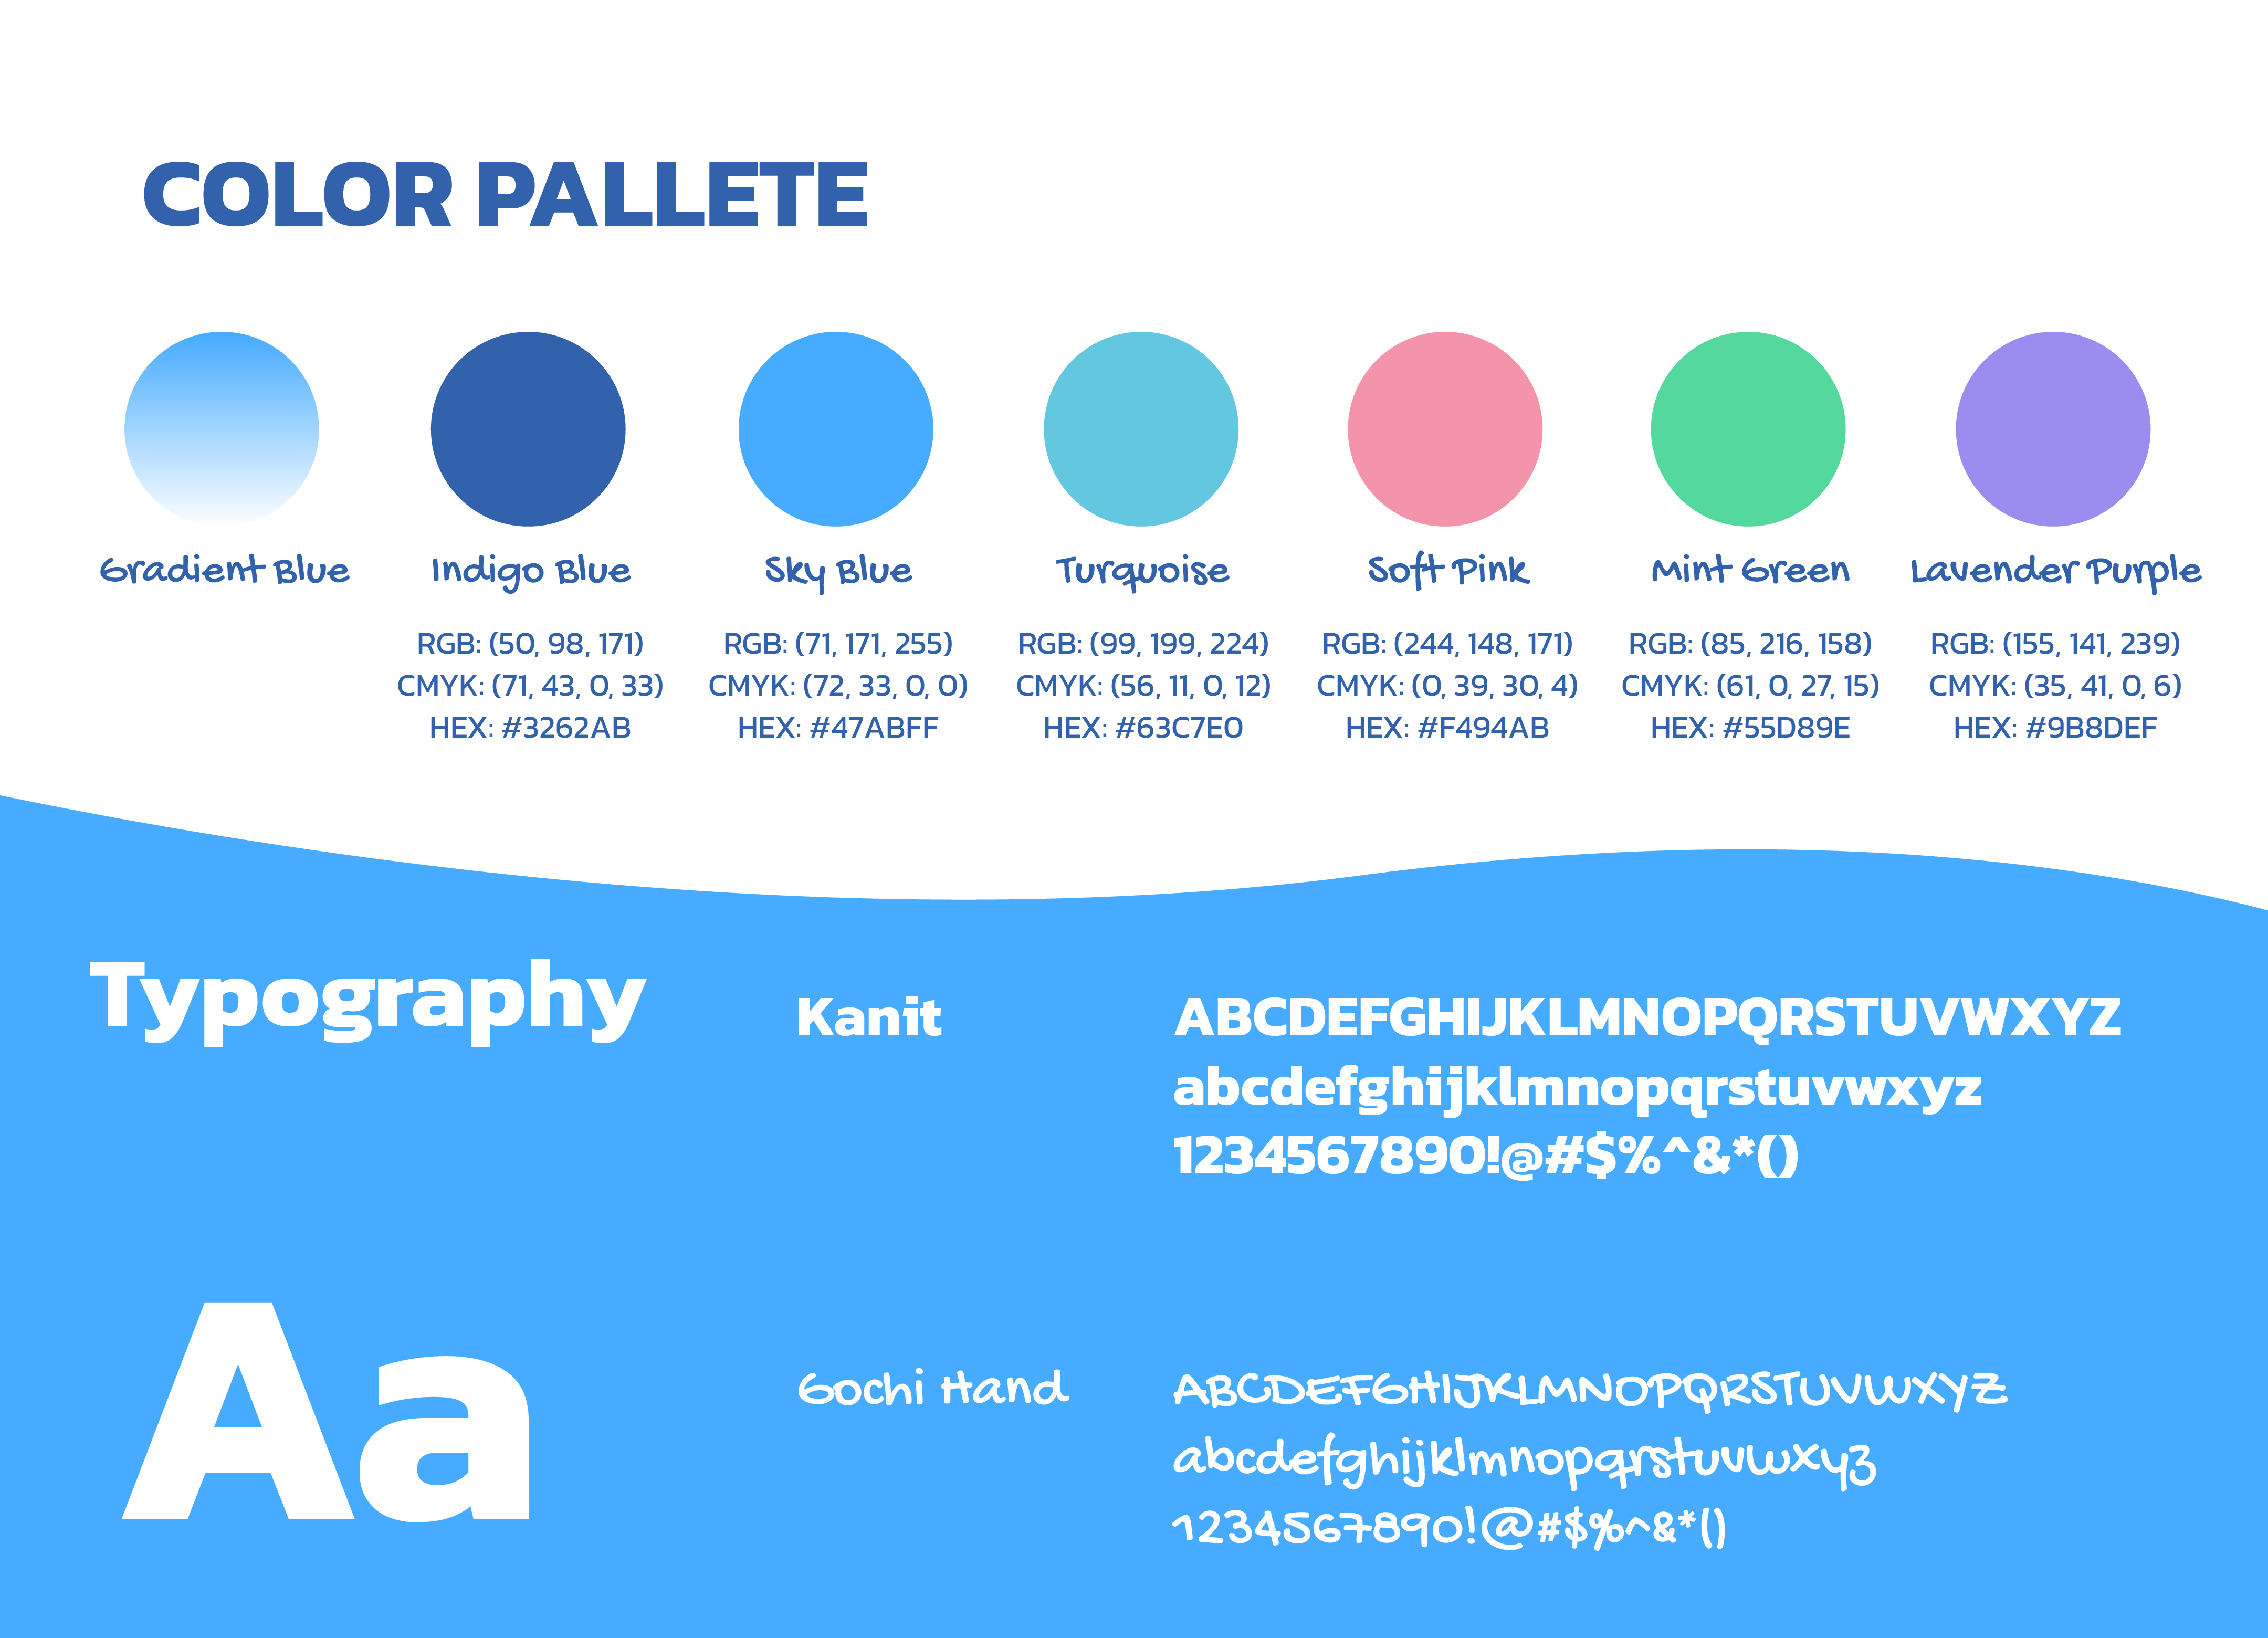 COLOR PALLETE
Gradient Blue
Indigo Blue
RGB: (50, 98, 171)
CMYK: (71, 43, 0, 33)
HEX: #3262AB
Sky Blue
RGB: (71, 171, 255)
CMYK: (72, 33, 0, 0)
HEX: #47ABFF
Turquoise
RGB: (99, 199, 224)
CMYK: (56, 11, 0, 12)
HEX: #63C7E0
Soft Pink
RGB: (244, 148, 171)
CMYK: (0, 39, 30, 4)
HEX: #F494AB
Mint Green
RGB: (85, 216, 158)
CMYK: (61, 0, 27, 15)
HEX: #55D89E
Lavender Purple
RGB: (155, 141, 239)
CMYK: (35, 41, 0, 6)
HEX: #9B8DEF
Typography
Aa
Kanit
ABCDEFGHIJKLMNOPQRSTUVWXYZ
abcdefghijklmnopqrstuvwxyz
1234567890!@#$%^&*()
Gochi Hand
ABCDEFGHIJKLMNOPQRSTUVWXYZ
abcdefghijklmnopqrstuvwxyz
1234567890!@#$%^&*()